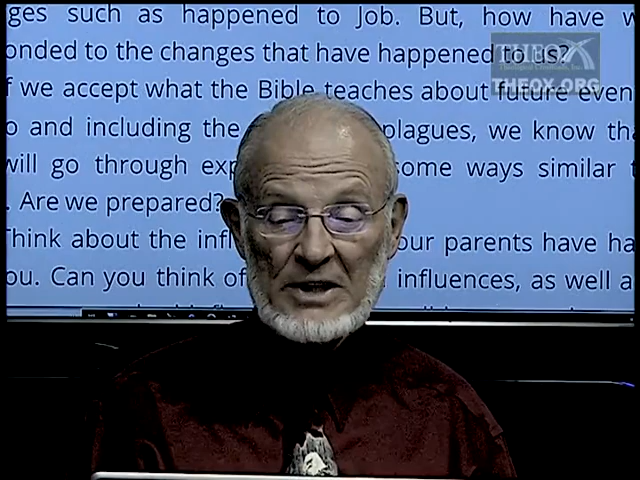 ges such as happened to Job. But, how have w
onded to the changes that have happened to us?
THEOX
THEOX.ORG
f we accept what the Bible teaches about future even
o and including the plagues, we know tha
will go through exp some ways similar t
. Are we prepared?
Think about the infl our parents have ha
ou. Can you think of influences, as well a